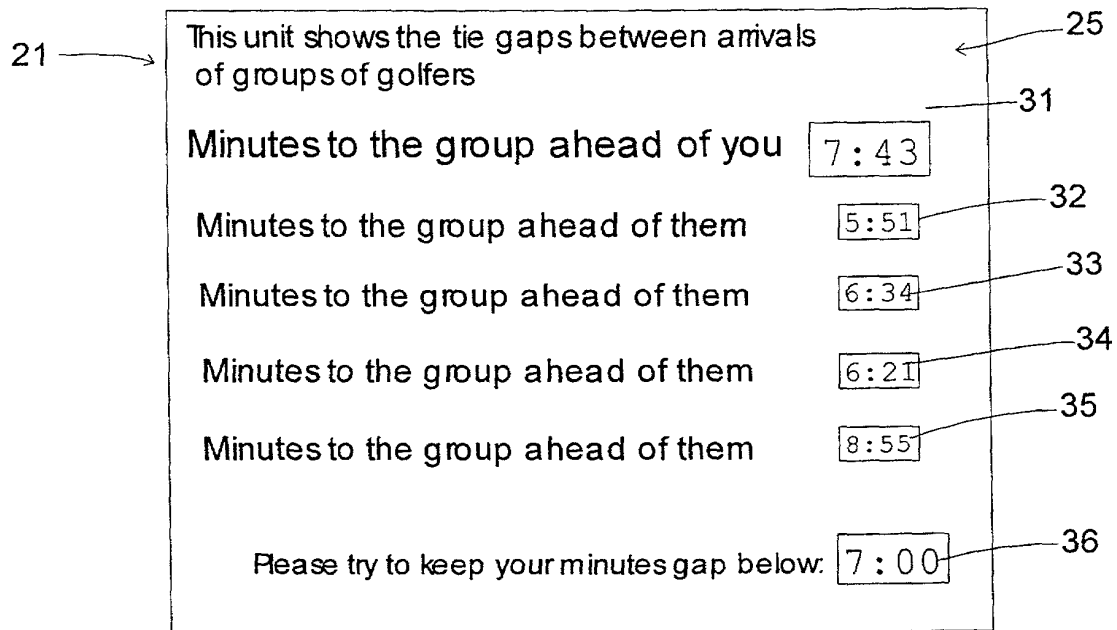 This unit shows the tie gaps between arrivals
of groups of golfers
21
25
31
Minutes to the group ahead of you 7:43
Minutes to the group ahead of them 5:51
32
Minutes to the group ahead of them 6:34
33
Minutes to the group ahead of them 6:21
34
Minutes to the group ahead of them 8:55
35
Please try to keep your minutes gap below: 7:00
36